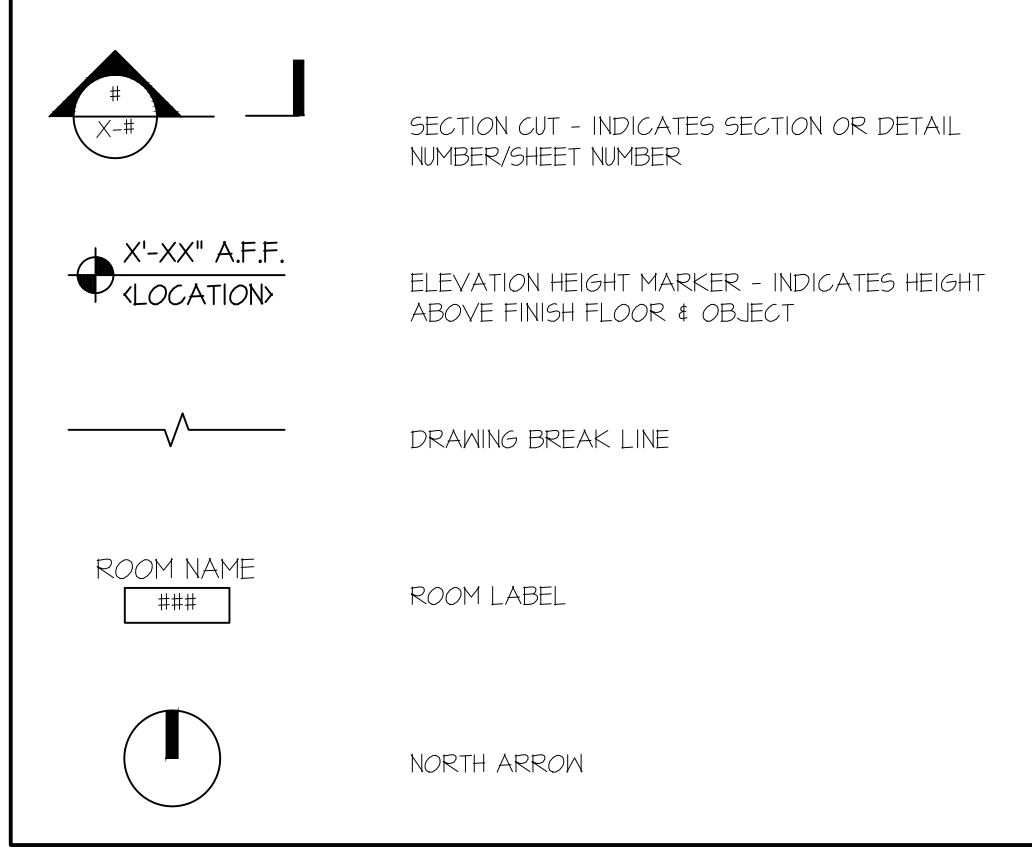 #
X-#
SECTION CUT - INDICATES SECTION OR DETAIL
NUMBER/SHEET NUMBER
X'-XX" A.F.F.
<LOCATION>
ELEVATION HEIGHT MARKER - INDICATES HEIGHT
ABOVE FINISH FLOOR & OBJECT
DRAWING BREAK LINE
ROOM NAME
###
ROOM LABEL
NORTH ARROW